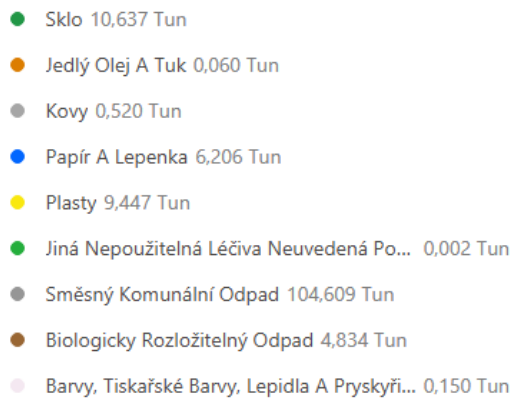 Sklo 10,637 Tun
Jedlý Olej A Tuk 0,060 Tun
Kovy 0,520 Tun
Papír A Lepenka 6,206 Tun
Plasty 9,447 Tun
Jiná Nepoužitelná Léčiva Neuvedená Po... 0,002 Tun
Směsný Komunální Odpad 104,609 Tun
Biologicky Rozložitelný Odpad 4,834 Tun
Barvy, Tiskařské Barvy, Lepidla A Pryskyři... 0,150 Tun